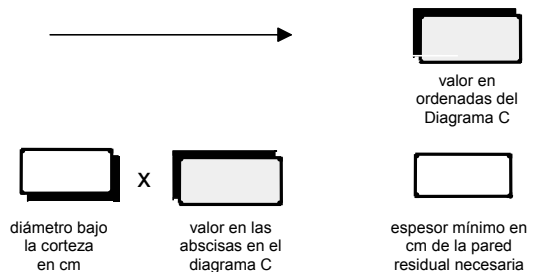 valor en
ordenadas del
Diagrama C
X
diámetro bajo
la corteza
en cm
valor en las
abscisas en el
diagrama C
espesor mínimo en
cm de la pared
residual necesaria